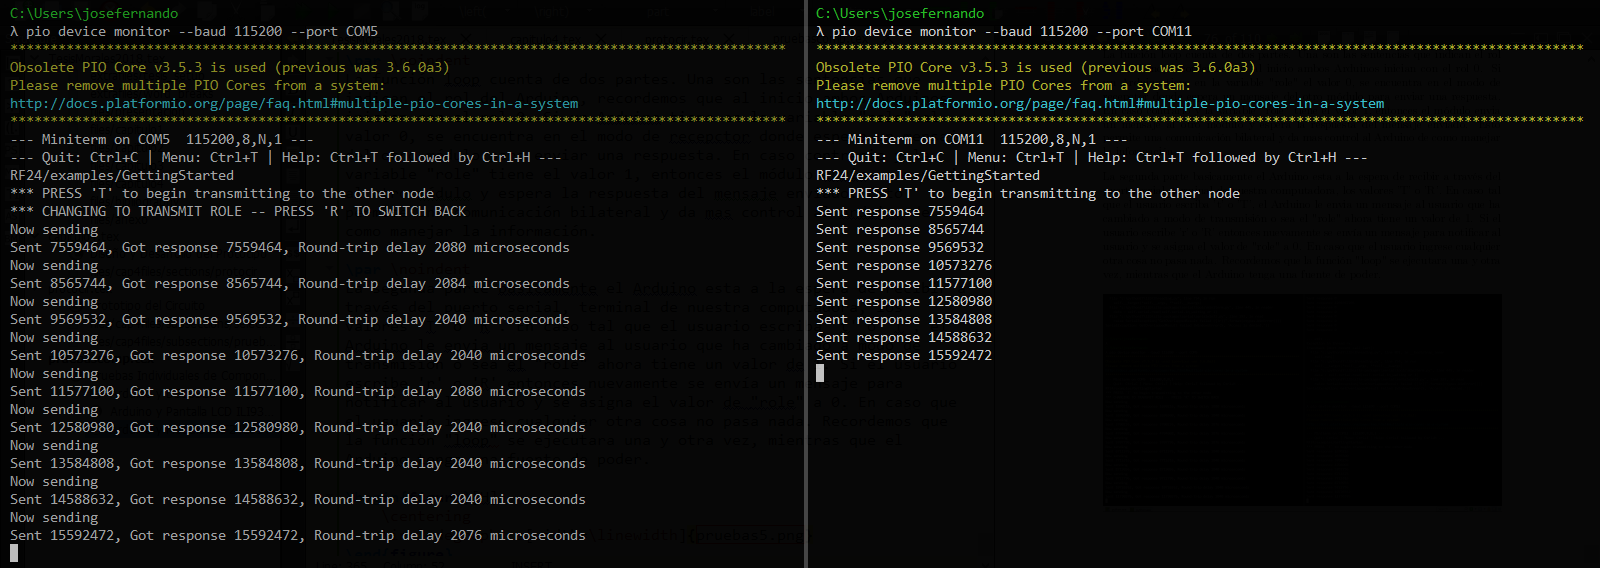 C:\Users\josefernando
λ pio device monitor --baud 115200 --port COM5
************************************************************************************************
Obsolete PIO Core v3.5.3 is used (previous was 3.6.0a3)
Please remove multiple PIO Cores from a system:
http://docs.platformio.org/page/faq.html#multiple-pio-cores-in-a-system
************************************************************************************************
--- Miniterm on COM5  115200,8,N,1 ---
--- Quit: Ctrl+C | Menu: Ctrl+T | Help: Ctrl+T followed by Ctrl+H ---
RF24/examples/GettingStarted
*** PRESS 'T' to begin transmitting to the other node
*** CHANGING TO TRANSMIT ROLE -- PRESS 'R' TO SWITCH BACK
Now sending
Sent 7559464, Got response 7559464, Round-trip delay 2080 microseconds
Now sending
Sent 8565744, Got response 8565744, Round-trip delay 2084 microseconds
Now sending
Sent 9569532, Got response 9569532, Round-trip delay 2040 microseconds
Now sending
Sent 10573276, Got response 10573276, Round-trip delay 2040 microseconds
Now sending
Sent 11577100, Got response 11577100, Round-trip delay 2080 microseconds
Now sending
Sent 12580980, Got response 12580980, Round-trip delay 2040 microseconds
Now sending
Sent 13584808, Got response 13584808, Round-trip delay 2040 microseconds
Now sending
Sent 14588632, Got response 14588632, Round-trip delay 2040 microseconds
Now sending
Sent 15592472, Got response 15592472, Round-trip delay 2076 microseconds
C:\Users\josefernando
λ pio device monitor --baud 115200 --port COM11
************************************************************************************************
Obsolete PIO Core v3.5.3 is used (previous was 3.6.0a3)
Please remove multiple PIO Cores from a system:
http://docs.platformio.org/page/faq.html#multiple-pio-cores-in-a-system
************************************************************************************************
--- Miniterm on COM11  115200,8,N,1 ---
--- Quit: Ctrl+C | Menu: Ctrl+T | Help: Ctrl+T followed by Ctrl+H ---
RF24/examples/GettingStarted
*** PRESS 'T' to begin transmitting to the other node
Sent response 7559464
Sent response 8565744
Sent response 9569532
Sent response 10573276
Sent response 11577100
Sent response 12580980
Sent response 13584808
Sent response 14588632
Sent response 15592472